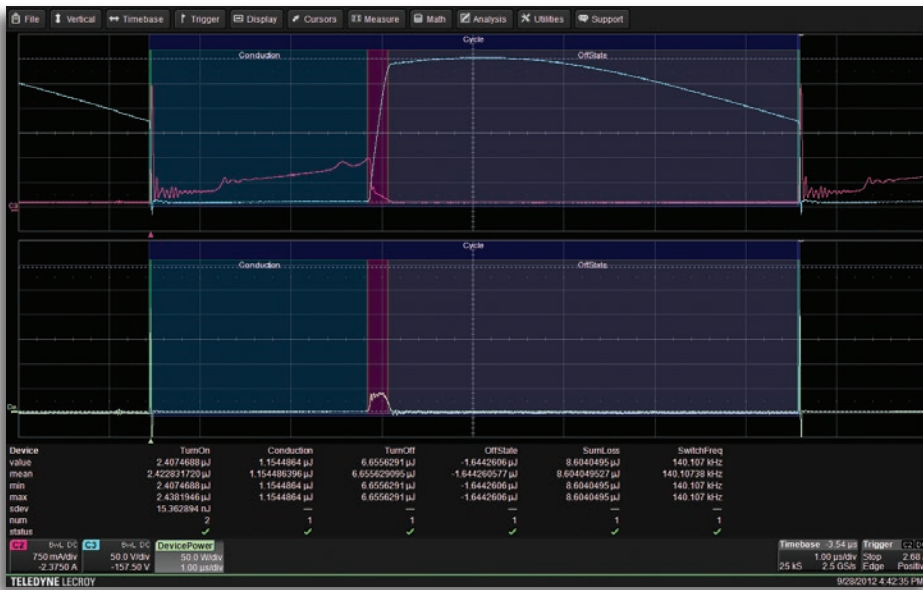 File Vertical Timebase Trigger Display Cursors Measure Math Analysis Utilities Support
Cycle
Conduction OffState
C3
Cycle
Conduction OffState
Device TurnOn Conduction TurnOff OffState SumLoss SwitchFreq
value 2.4074688 µJ 1.1544864 µJ 6.6556291 µJ -1.6442606 µJ 8.6040495 µJ 140.107 kHz
mean 2.422831720 µJ 1.154486396 µJ 6.655629095 µJ -1.644260577 µJ 8.604049527 µJ 140.10738 kHz
min 2.4074688 µJ 1.1544864 µJ 6.6556291 µJ -1.6442606 µJ 8.6040495 µJ 140.107 kHz
max 2.4381946 µJ 1.1544864 µJ 6.6556291 µJ -1.6442606 µJ 8.6040495 µJ 140.107 kHz
sdev 15.362894 nJ --- --- --- --- ---
num 2 1 1 1 1 1
status
C2 BwL DC C3 BwL DC DevicePower Timebase -3.54 µs Trigger C2
750 mA/div 50.0 V/div 50.0 W/div 1.00 µs/div Stop 2.68
-2.3750 A -157.50 V 1.00 µs/div 25 kS 2.5 GS/s Edge Positiv
TELEDYNE LECROY 9/28/2012 4:42:35 PM